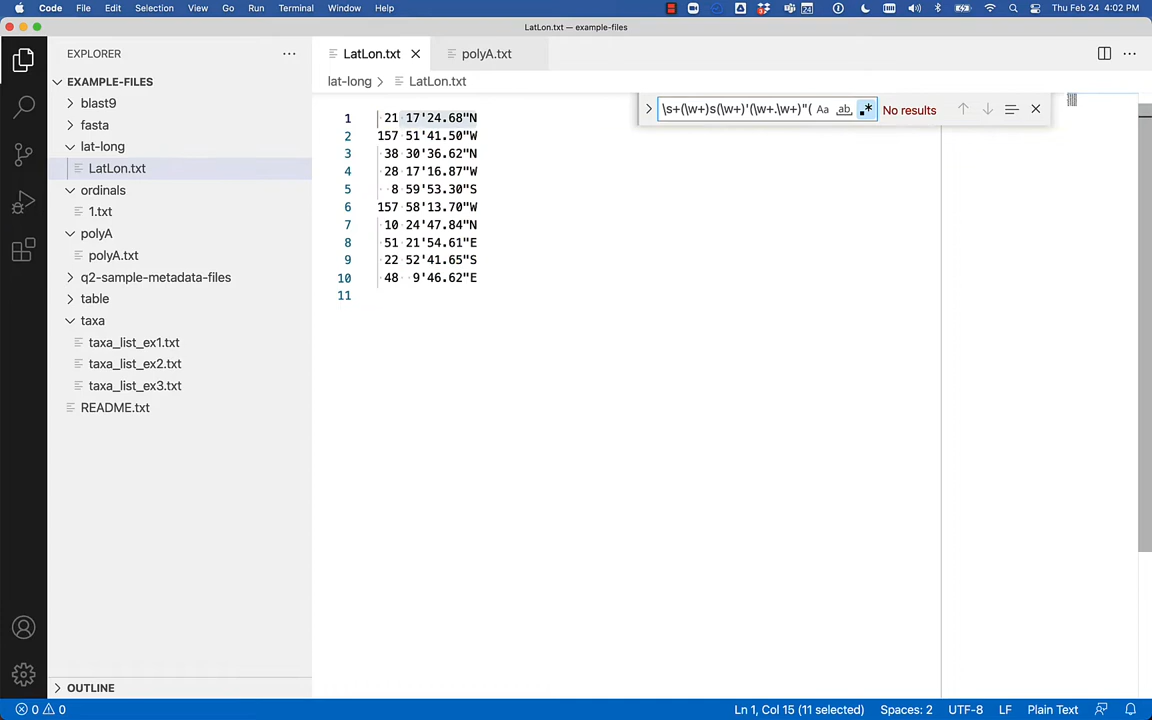 Code File Edit Selection View Go Run Terminal Window Help Thu Feb 24 4:02 PM
LatLon.txt — example-files
EXPLORER
LatLon.txt polyA.txt
EXAMPLE-FILES
lat-long LatLon.txt
blast9
fasta
lat-long
LatLon.txt
ordinals
1.txt
polyA
polyA.txt
q2-sample-metadata-files
table
taxa
taxa_list_ex1.txt
taxa_list_ex2.txt
taxa_list_ex3.txt
README.txt
OUTLINE
\s+(\w+)s(\w+)'(\w+.\w+)"( Aa ab No results
1 21 17'24.68"N
2 157 51'41.50"W
3 38 30'36.62"N
4 28 17'16.87"W
5 8 59'53.30"S
6 157 58'13.70"W
7 10 24'47.84"N
8 51 21'54.61"E
9 22 52'41.65"S
10 48 9'46.62"E
11
0 0 Ln 1, Col 15 (11 selected) Spaces: 2 UTF-8 LF Plain Text